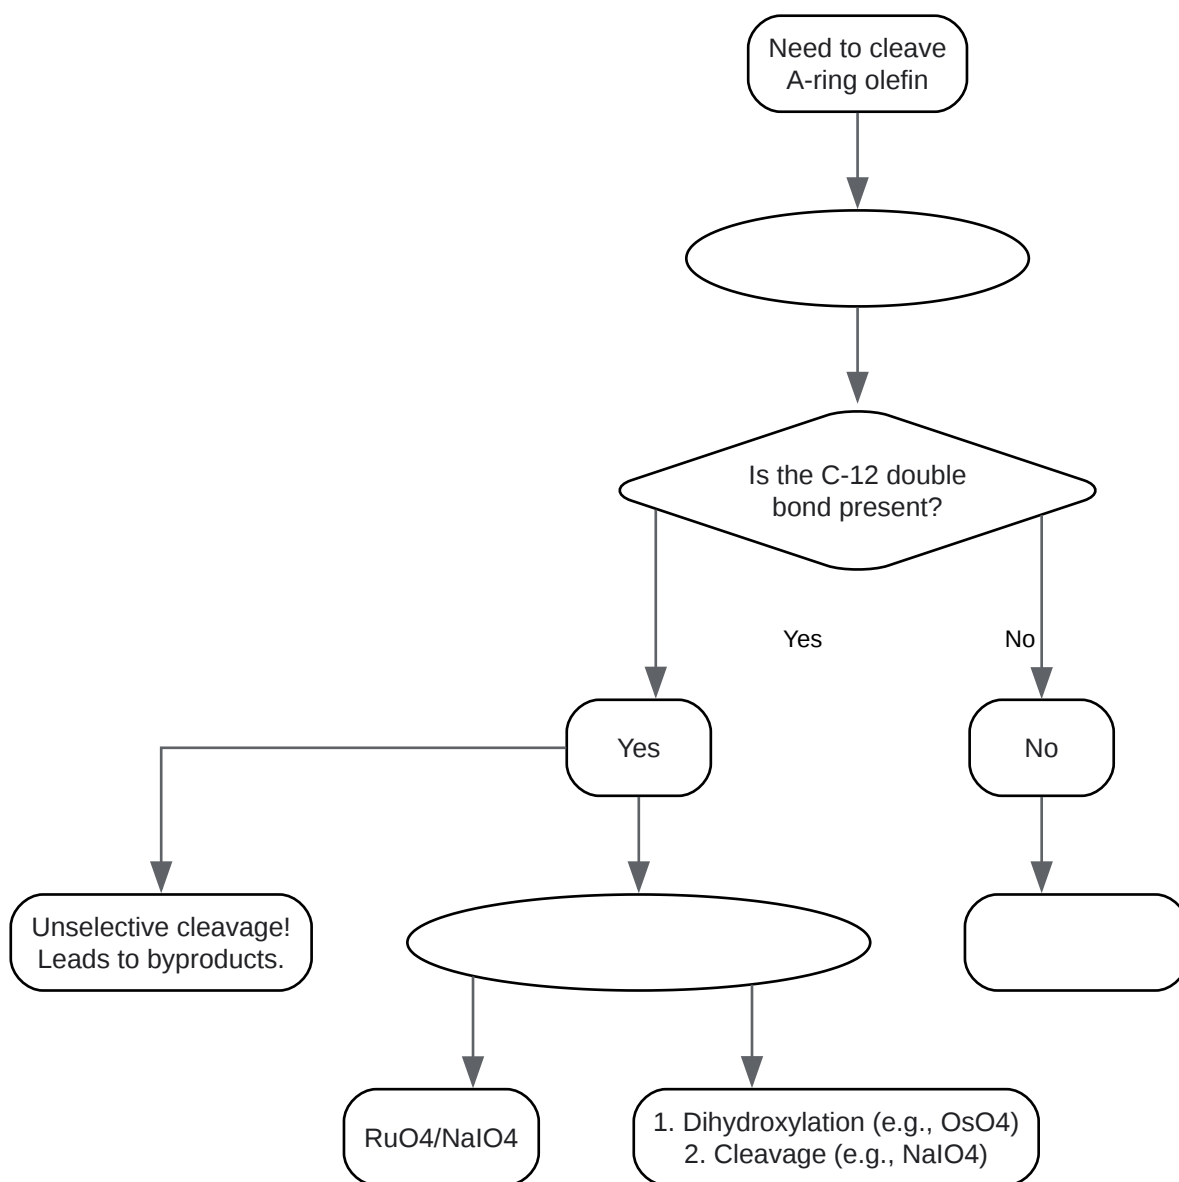 Need to cleave
A-ring olefin
Is the C-12 double
bond present?
Yes
No
Yes
No
Unselective cleavage!
Leads to byproducts.
RuO4/NaIO4
1. Dihydroxylation (e.g., OsO4)
2. Cleavage (e.g., NaIO4)